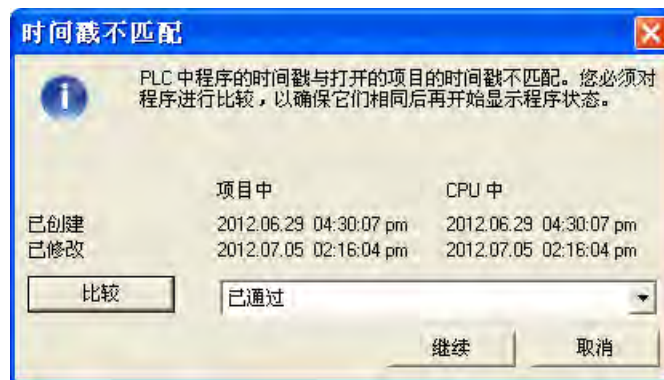 时间戳不匹配
PLC 中程序的时间戳与打开的项目的时间戳不匹配。您必须对
程序进行比较，以确保它们相同后再开始显示程序状态。
项目中 CPU 中
已创建 2012.06.29 04:30:07 pm 2012.06.29 04:30:07 pm
已修改 2012.07.05 02:16:04 pm 2012.07.05 02:16:04 pm
比较 已通过
继续 取消